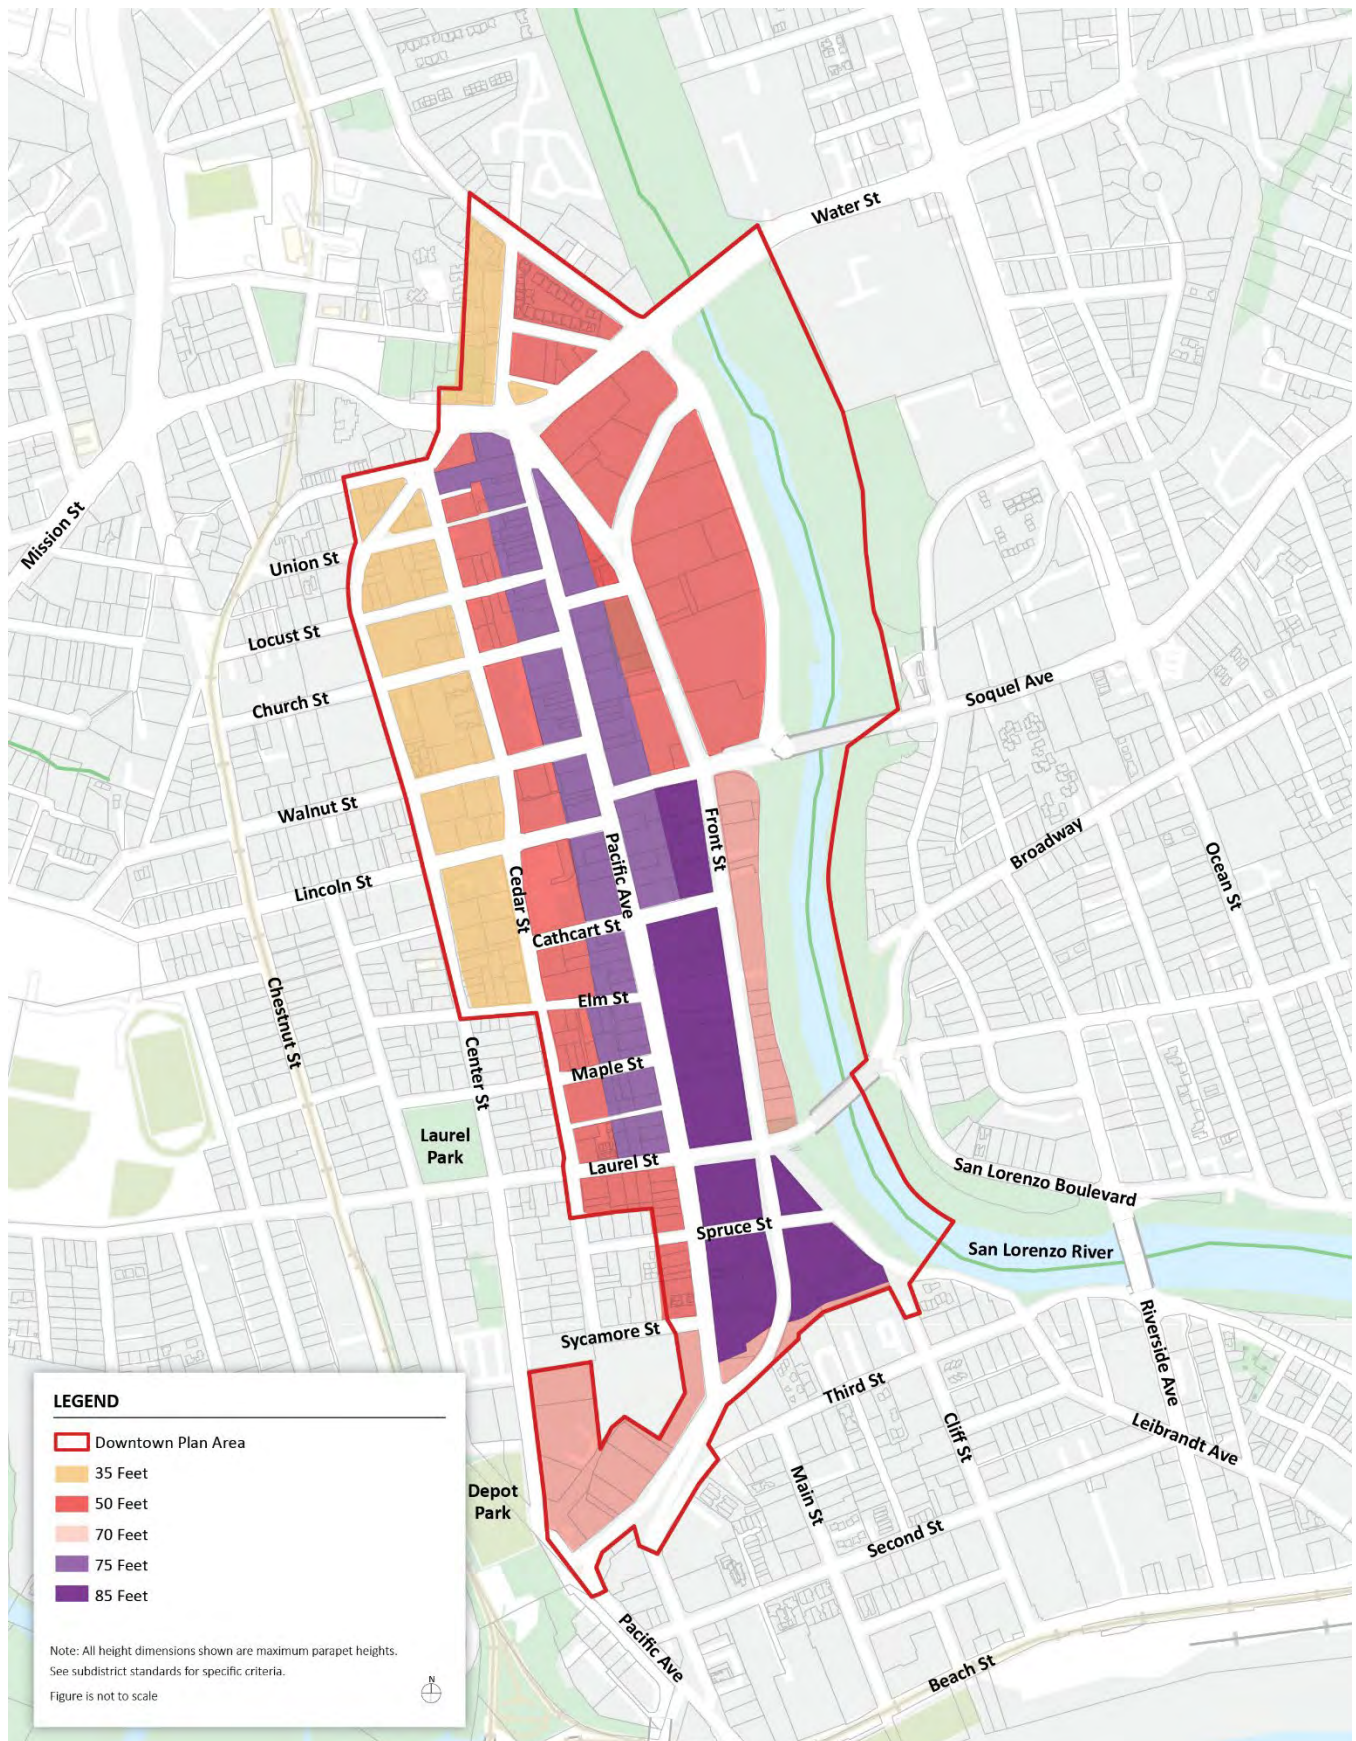 Water St
Mission St
Union St
Locust St
Church St
Soquel Ave
Walnut St
Front St
Broadway
Ocean St
Lincoln St
Cedar St
Pacific Ave
Cathcart St
Elm St
Chestnut St
Center St
Maple St
Laurel
Park
Laurel St
San Lorenzo Boulevard
Spruce St
San Lorenzo River
Sycamore St
Riverside Ave
Third St
Cliff St
Leibrandt Ave
Main St
Second St
Depot
Park
Pacific Ave
Beach St
LEGEND
Downtown Plan Area
35 Feet
50 Feet
70 Feet
75 Feet
85 Feet
Note: All height dimensions shown are maximum parapet heights.
See subdistrict standards for specific criteria.
Figure is not to scale
N